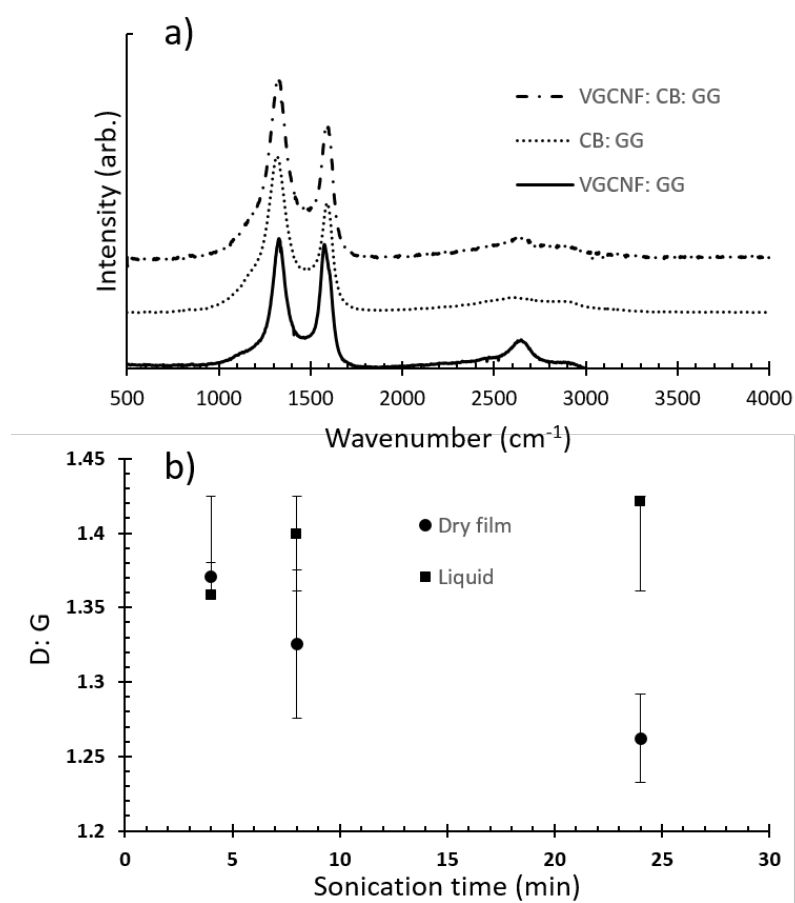 a)
VGCNF: CB: GG
CB: GG
VGCNF: GG
Intensity (arb.)
500 1000 1500 2000 2500 3000 3500 4000
Wavenumber (cm-1)
b)
1.45
1.4
1.35
1.3
1.25
1.2
D: G
Dry film
Liquid
0 5 10 15 20 25 30
Sonication time (min)